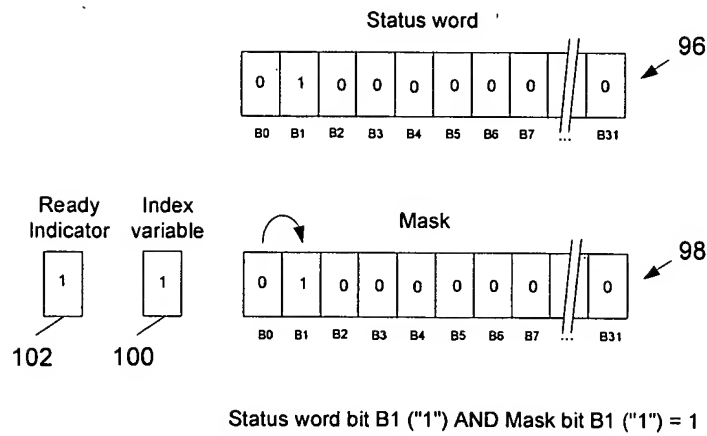 Status word
96
0 1 0 0 0 0 0 0 0
B0 B1 B2 B3 B4 B5 B6 B7 ... B31
Ready Indicator
Index variable
Mask
98
1
1
0 1 0 0 0 0 0 0 0
B0 B1 B2 B3 B4 B5 B6 B7 ... B31
102
100
Status word bit B1 ("1") AND Mask bit B1 ("1") = 1